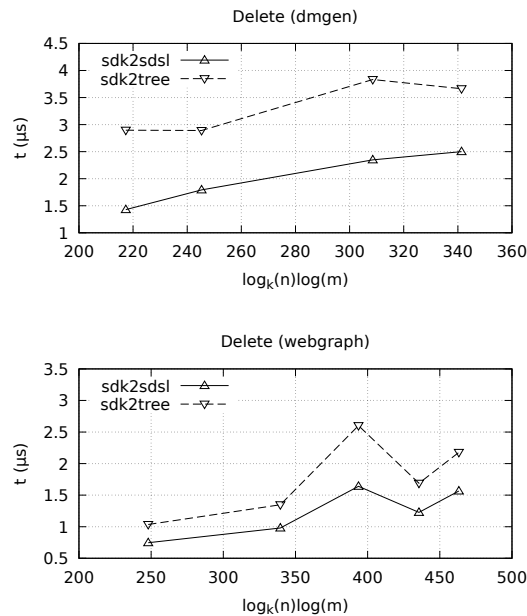 Delete (dmgen)
sdk2sdsl
sdk2tree
4.5
4
3.5
3
2.5
2
1.5
1
t (µs)
200 220 240 260 280 300 320 340 360
logk(n)log(m)
Delete (webgraph)
sdk2sdsl
sdk2tree
3.5
3
2.5
2
1.5
1
0.5
t (µs)
200 250 300 350 400 450 500
logk(n)log(m)